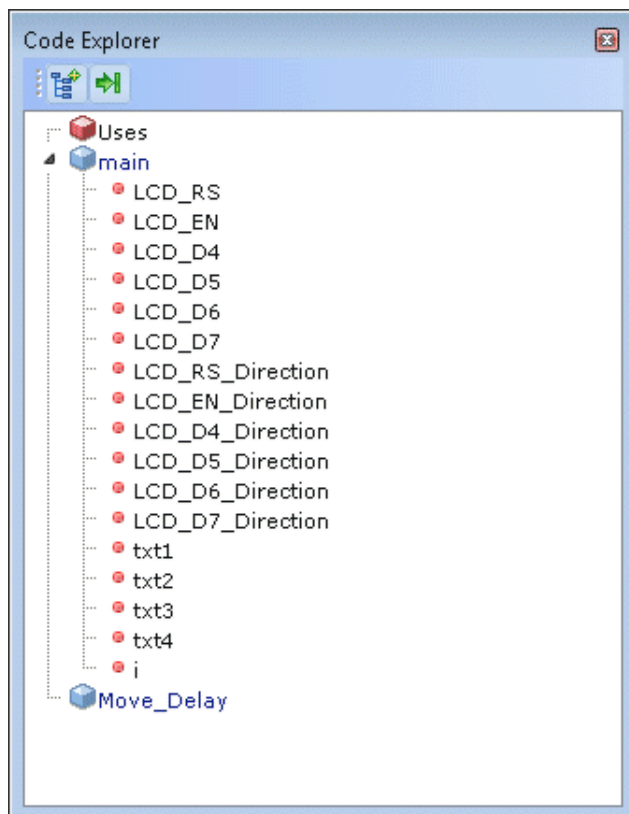 Code Explorer
Uses
main
LCD_RS
LCD_EN
LCD_D4
LCD_D5
LCD_D6
LCD_D7
LCD_RS_Direction
LCD_EN_Direction
LCD_D4_Direction
LCD_D5_Direction
LCD_D6_Direction
LCD_D7_Direction
txt1
txt2
txt3
txt4
i
Move_Delay